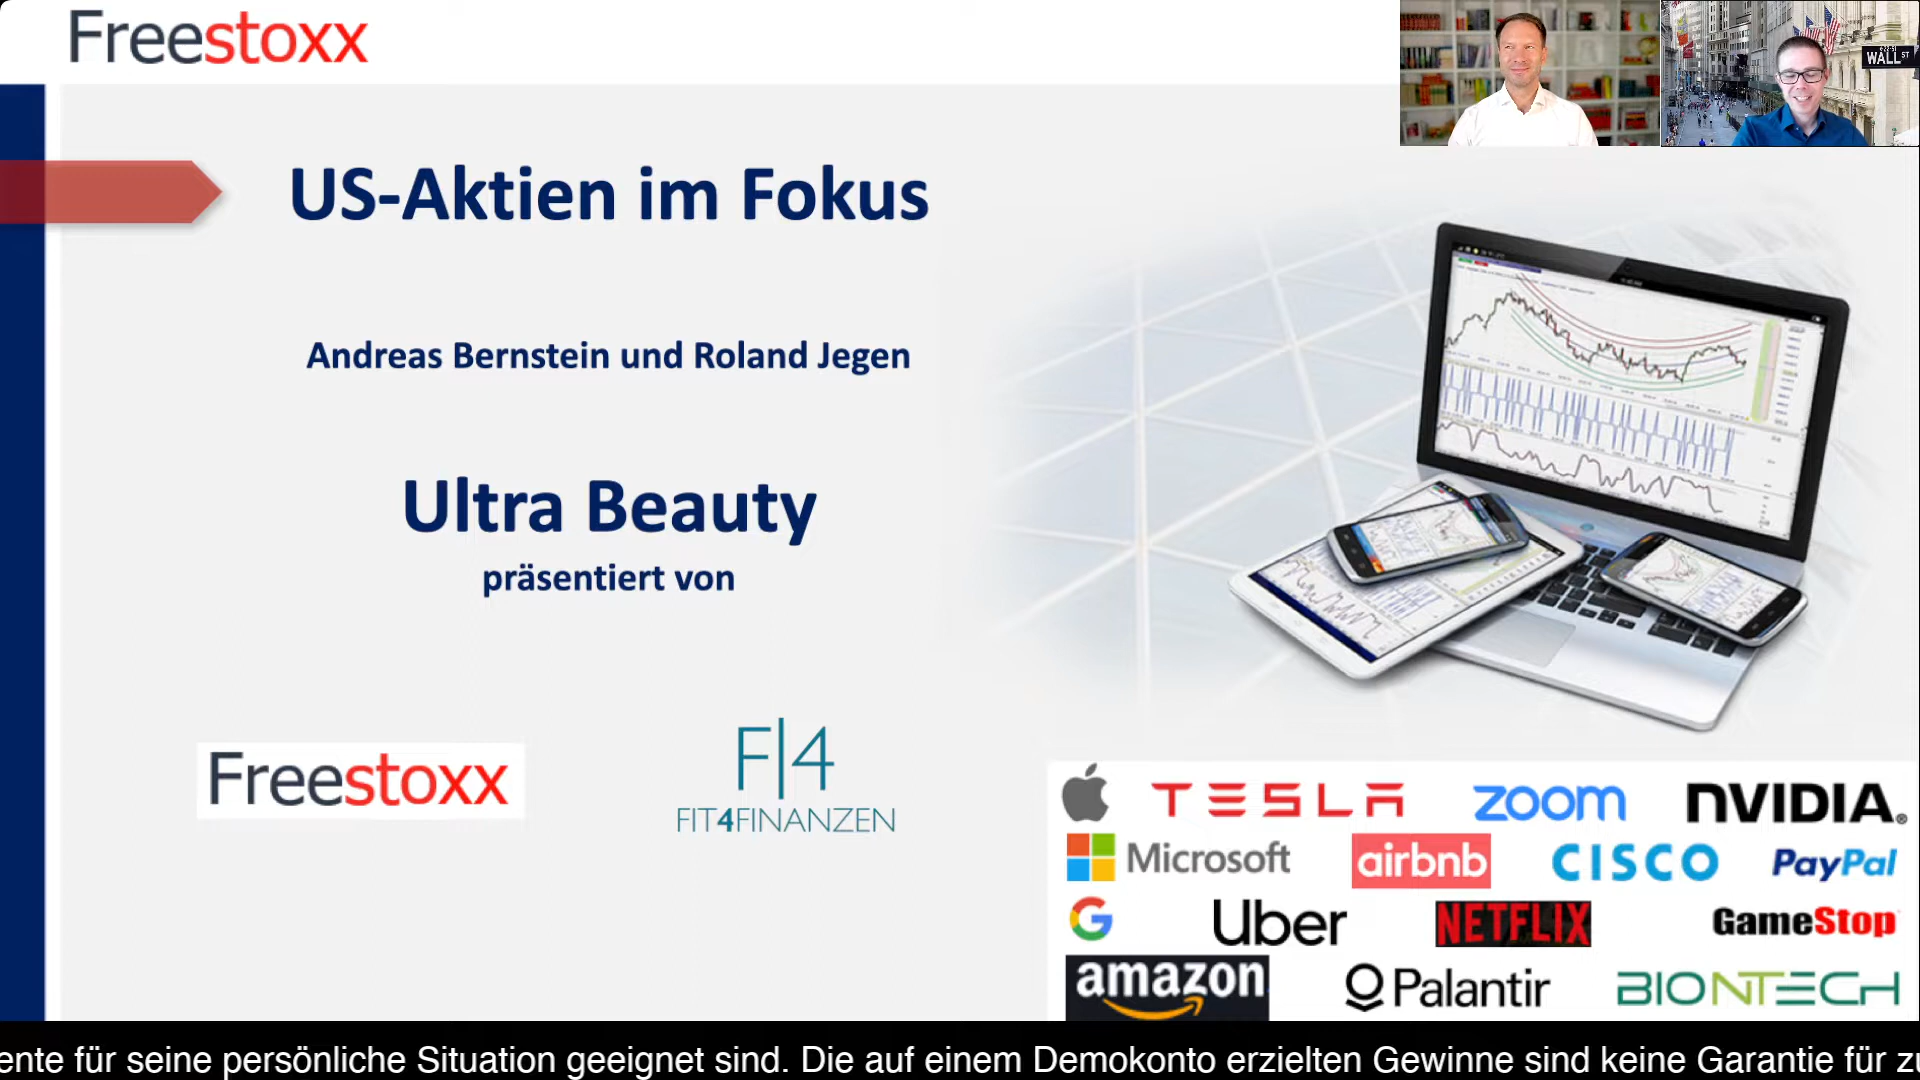 Freestoxx
WALL ST
US-Aktien im Fokus
Andreas Bernstein und Roland Jegen
Ultra Beauty
präsentiert von
Freestoxx
F|4
FIT4FINANZEN
TESLA zoom NVIDIA®
Microsoft airbnb CISCO PayPal
G Uber NETFLIX GameStop
amazon Palantir BIONTECH
für seine persönliche Situation geeignet sind. Die auf einem Demokonto erzielten Gewinne sind keine Garantie für